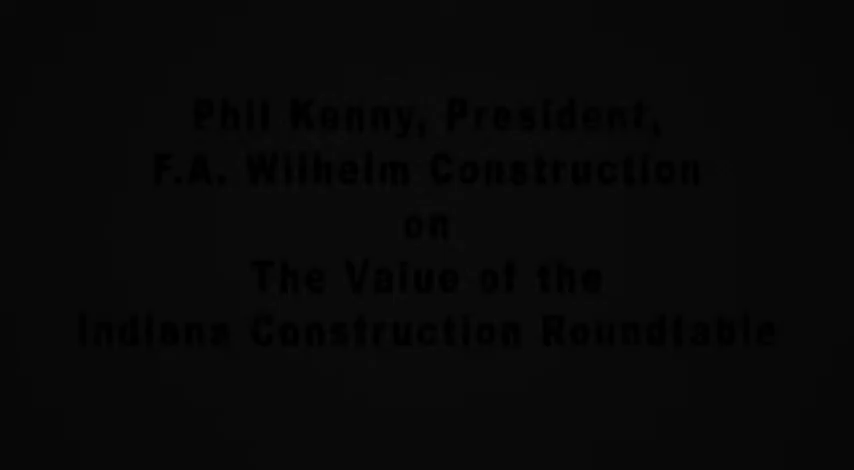 Phil Kenny, President,
F.A. Wilhelm Construction
on
The Value of the
Indiana Construction Roundtable